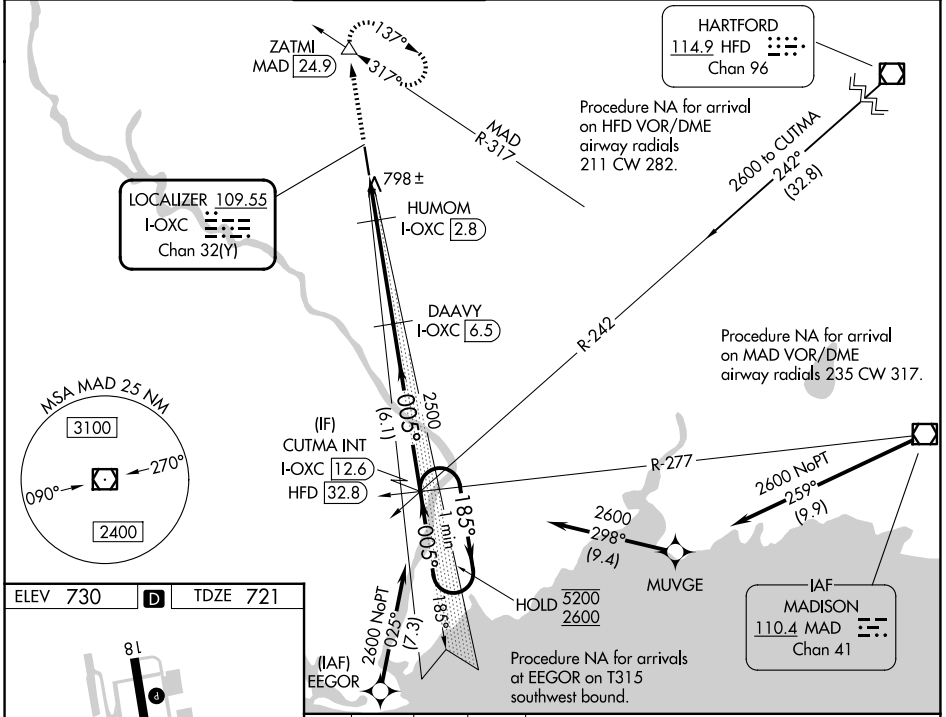 ZATMI
MAD 24.9
137°
317°
MAD
R-317
HARTFORD
114.9 HFD
Chan 96
Procedure NA for arrival
on HFD VOR/DME
airway radials
211 CW 282.
2600 to CUTMA
242°
(32.8)
LOCALIZER 109.55
I-OXC
Chan 32(Y)
798 ±
HUMOM
I-OXC 2.8
DAAVY
I-OXC 6.5
R-242
Procedure NA for arrival
on MAD VOR/DME
airway radials 235 CW 317.
MSA MAD 25 NM
3100
090°
270°
2400
(IF)
CUTMA INT
I-OXC 12.6
HFD 32.8
005°
(6.1)
2500
R-277
2600 NoPT
259°
(9.9)
185°
1 min
005°
185°
2600
298°
(9.4)
MUVGE
HOLD 5200
2600
IAF
MADISON
110.4 MAD
Chan 41
2600 NoPT
025°
(7.3)
(IAF)
EEGOR
Procedure NA for arrivals
at EEGOR on T315
southwest bound.
ELEV 730
D
TDZE 721
18
P